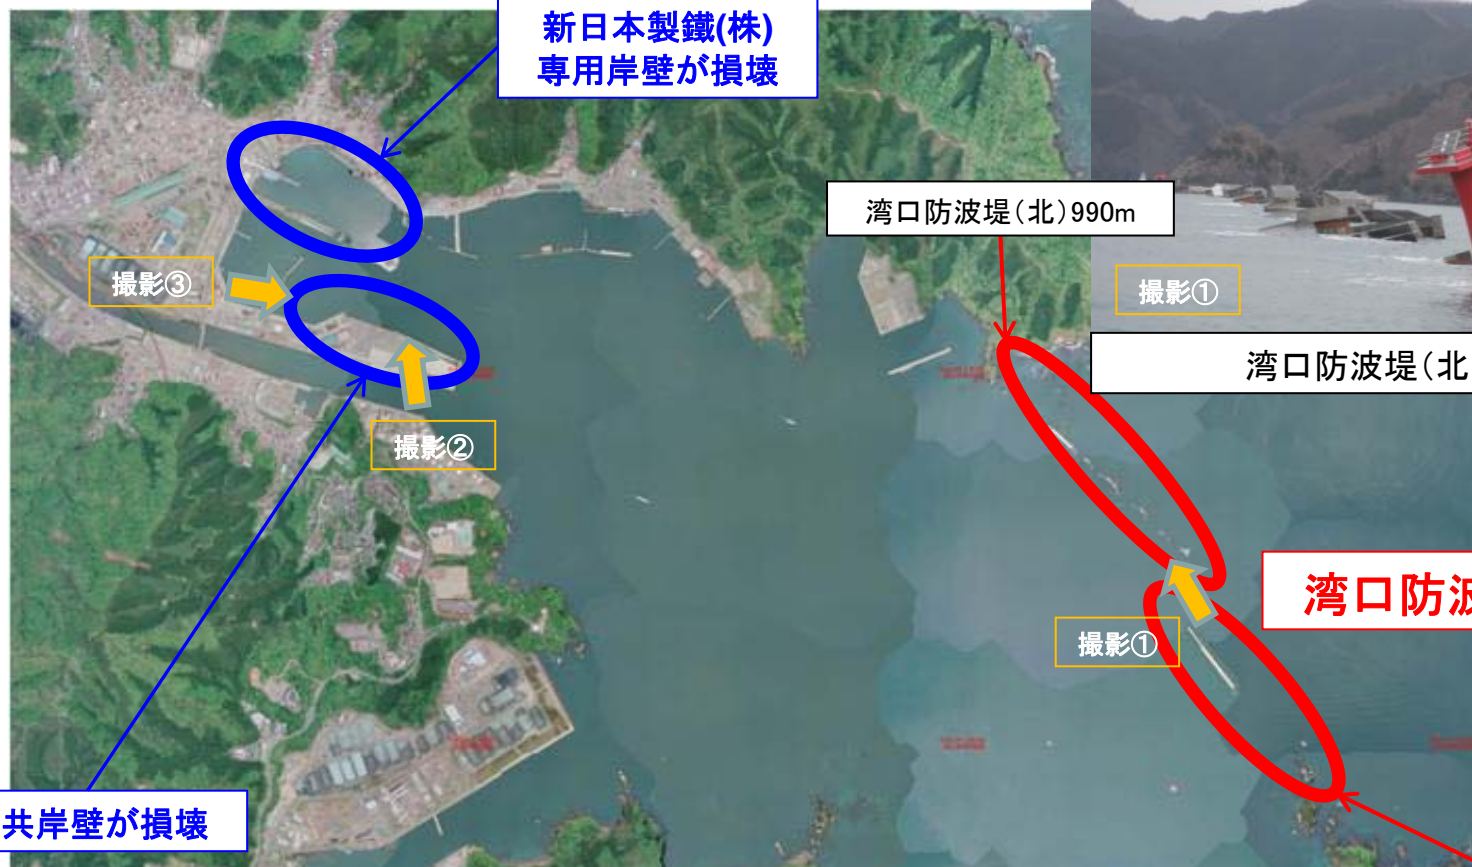 新日本製鐵(株)
専用岸壁が損壊
湾口防波堤(北)990m
撮影③
撮影①
湾口防波堤(北
撮影②
湾口防波
撮影①
共岸壁が損壊